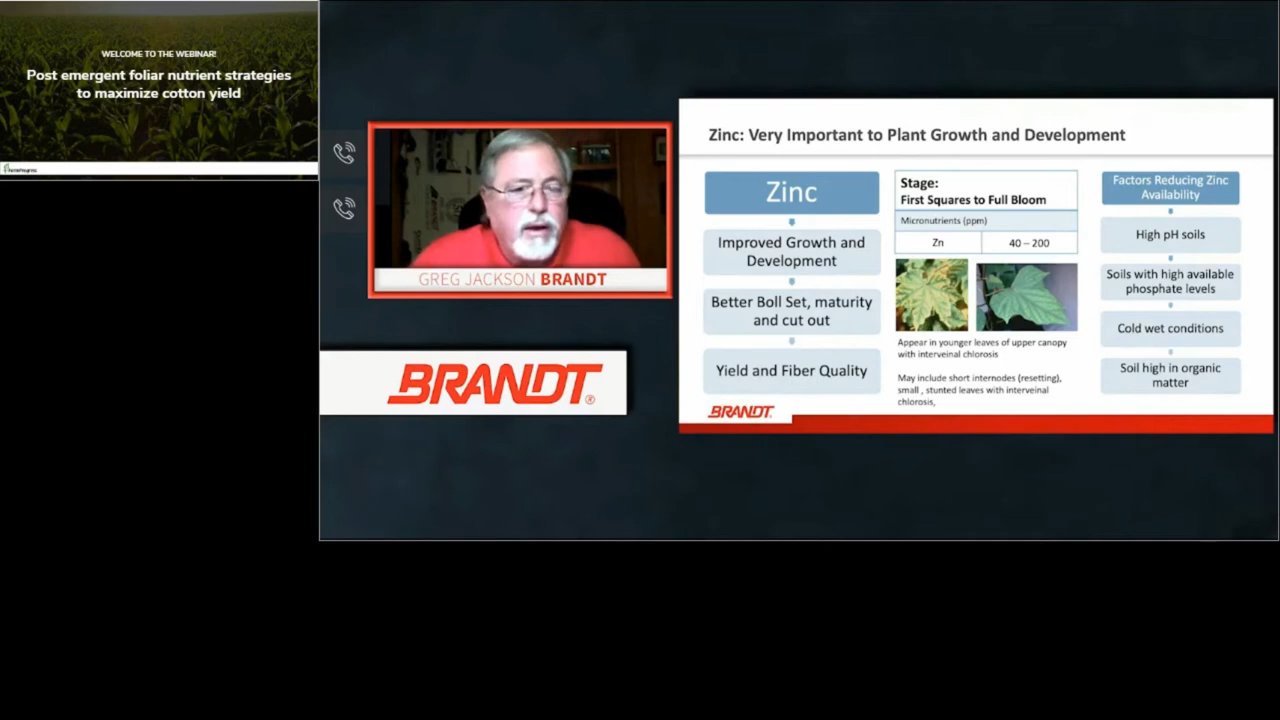 WELCOME TO THE WEBINAR!
Post emergent foliar nutrient strategies
to maximize cotton yield
GREG JACKSON BRANDT
BRANDT®
Zinc: Very Important to Plant Growth and Development
Zinc
Improved Growth and
Development
Better Boll Set, maturity
and cut out
Yield and Fiber Quality
Stage:
First Squares to Full Bloom
Micronutrients (ppm)
Zn 40 – 200
Appear in younger leaves of upper canopy
with interveinal chlorosis
May include short internodes (resetting),
small , stunted leaves with interveinal
chlorosis,
Factors Reducing Zinc
Availability
High pH soils
Soils with high available
phosphate levels
Cold wet conditions
Soil high in organic
matter
BRANDT